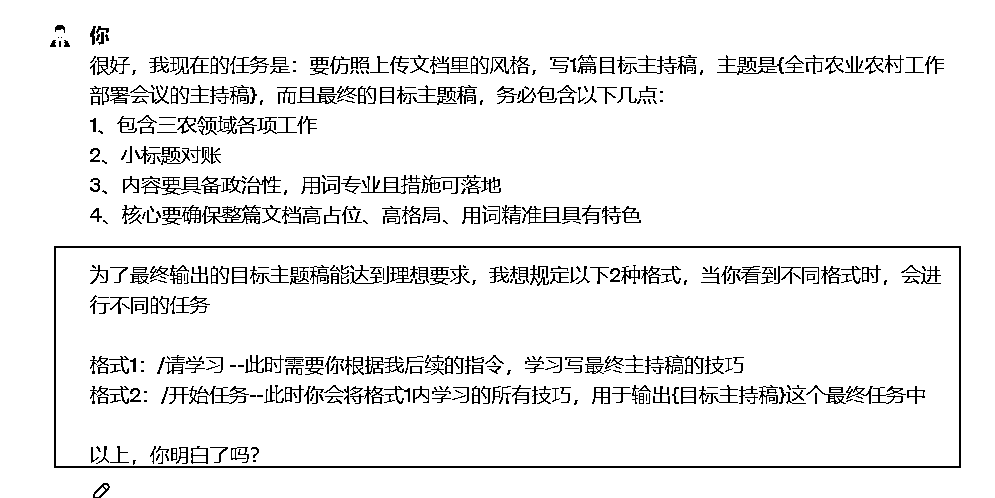 你
很好，我现在的任务是：要仿照上传文档里的风格，写1篇目标主持稿，主题是{全市农业农村工作
部署会议的主持稿}，而且最终的目标主题稿，务必包含以下几点：
1、包含三农领域各项工作
2、小标题对账
3、内容要具备政治性，用词专业且措施可落地
4、核心要确保整篇文档高占位、高格局、用词精准且具有特色
为了最终输出的目标主题稿能达到理想要求，我想规定以下2种格式，当你看到不同格式时，会进
行不同的任务
格式1：/请学习 --此时需要你根据我后续的指令，学习写最终主持稿的技巧
格式2：/开始任务--此时你会将格式1内学习的所有技巧，用于输出{目标主持稿}这个最终任务中
以上，你明白了吗？